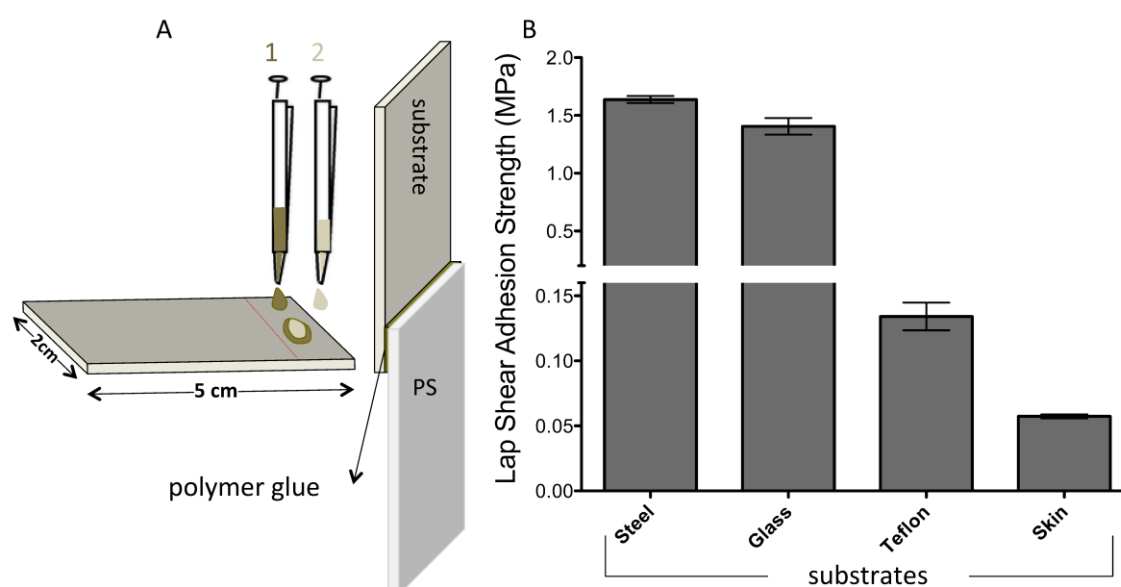 A
1 2
substrate
2cm
5 cm
PS
polymer glue
B
Lap Shear Adhesion Strength (MPa)
2.0
1.5
1.0
0.5
0.15
0.10
0.05
0.00
Steel
Glass
Teflon
Skin
substrates